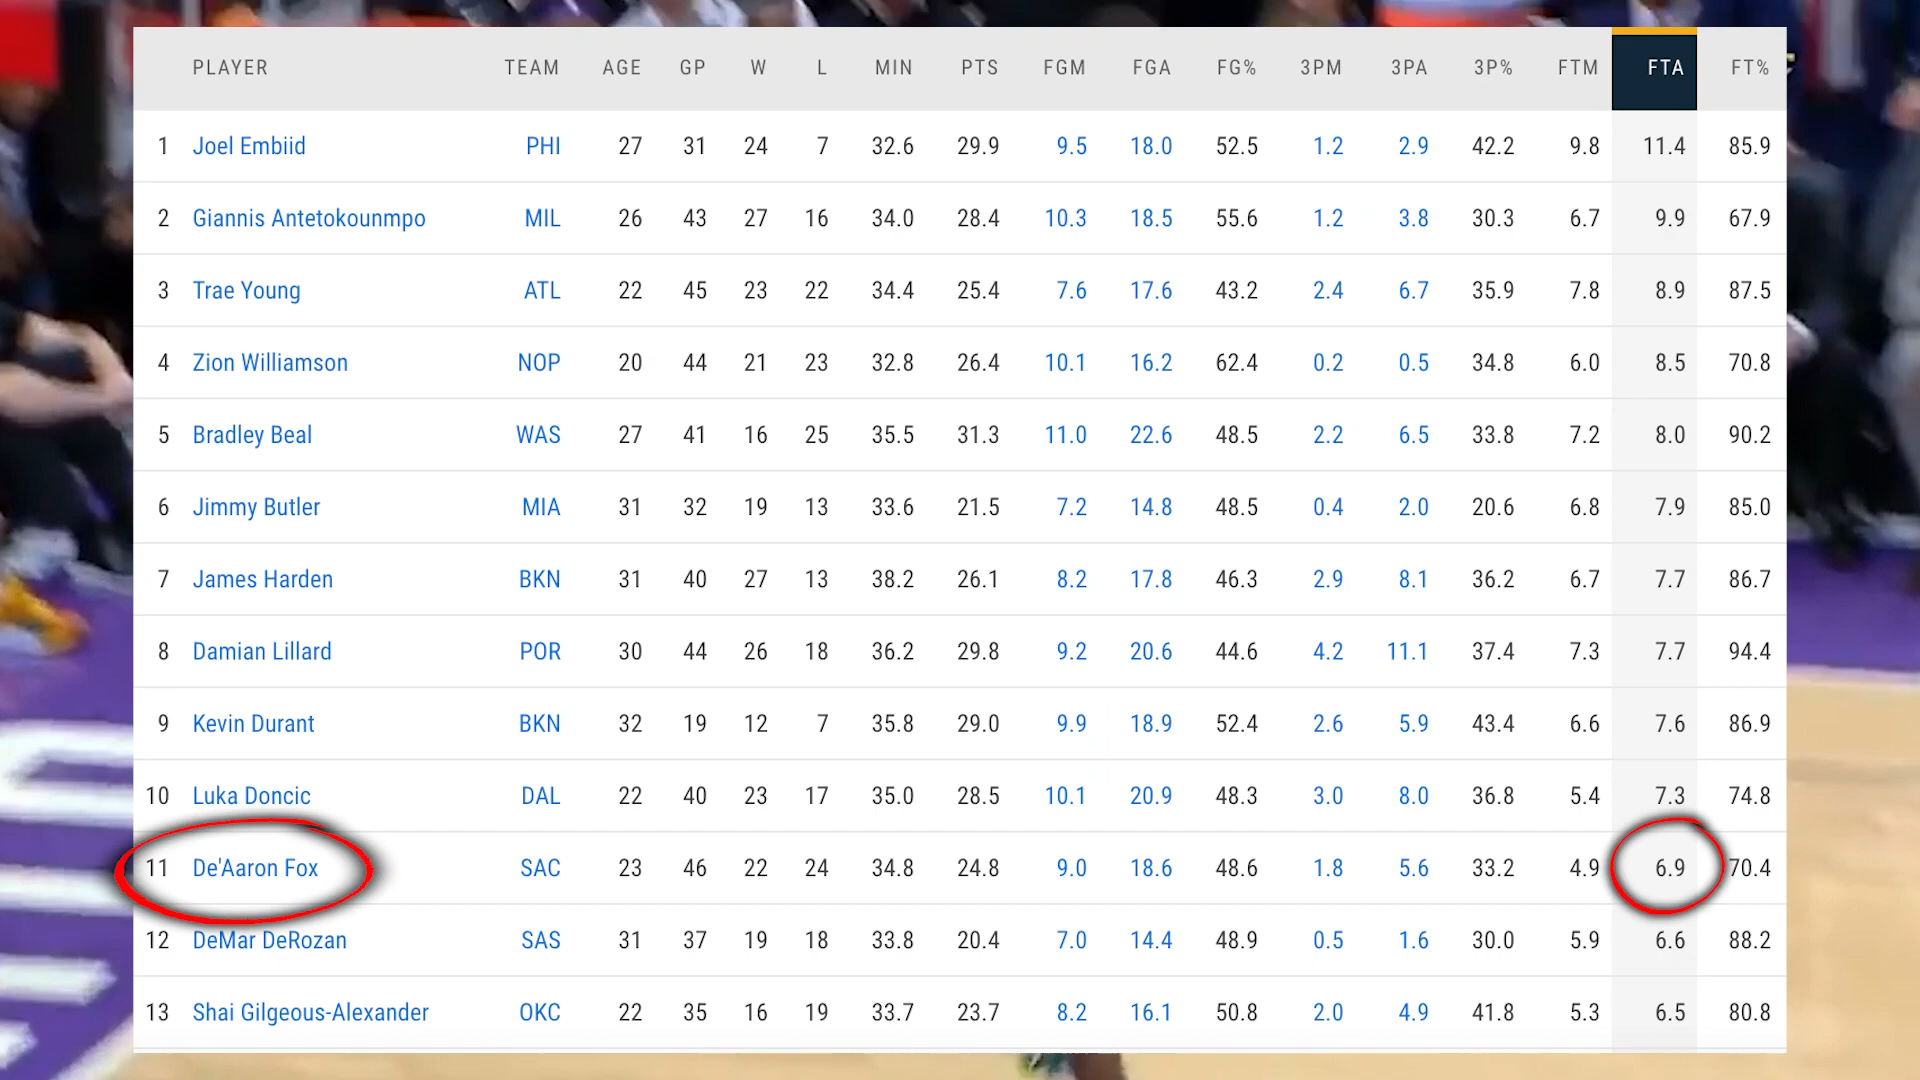 PLAYER TEAM AGE GP W L MIN PTS FGM FGA FG% 3PM 3PA 3P% FTM FTA FT%
1 Joel Embiid PHI 27 31 24 7 32.6 29.9 9.5 18.0 52.5 1.2 2.9 42.2 9.8 11.4 85.9
2 Giannis Antetokounmpo MIL 26 43 27 16 34.0 28.4 10.3 18.5 55.6 1.2 3.8 30.3 6.7 9.9 67.9
3 Trae Young ATL 22 45 23 22 34.4 25.4 7.6 17.6 43.2 2.4 6.7 35.9 7.8 8.9 87.5
4 Zion Williamson NOP 20 44 21 23 32.8 26.4 10.1 16.2 62.4 0.2 0.5 34.8 6.0 8.5 70.8
5 Bradley Beal WAS 27 41 16 25 35.5 31.3 11.0 22.6 48.5 2.2 6.5 33.8 7.2 8.0 90.2
6 Jimmy Butler MIA 31 32 19 13 33.6 21.5 7.2 14.8 48.5 0.4 2.0 20.6 6.8 7.9 85.0
7 James Harden BKN 31 40 27 13 38.2 26.1 8.2 17.8 46.3 2.9 8.1 36.2 6.7 7.7 86.7
8 Damian Lillard POR 30 44 26 18 36.2 29.8 9.2 20.6 44.6 4.2 11.1 37.4 7.3 7.7 94.4
9 Kevin Durant BKN 32 19 12 7 35.8 29.0 9.9 18.9 52.4 2.6 5.9 43.4 6.6 7.6 86.9
10 Luka Doncic DAL 22 40 23 17 35.0 28.5 10.1 20.9 48.3 3.0 8.0 36.8 5.4 7.3 74.8
11 De'Aaron Fox SAC 23 46 22 24 34.8 24.8 9.0 18.6 48.6 1.8 5.6 33.2 4.9 6.9 70.4
12 DeMar DeRozan SAS 31 37 19 18 33.8 20.4 7.0 14.4 48.9 0.5 1.6 30.0 5.9 6.6 88.2
13 Shai Gilgeous-Alexander OKC 22 35 16 19 33.7 23.7 8.2 16.1 50.8 2.0 4.9 41.8 5.3 6.5 80.8